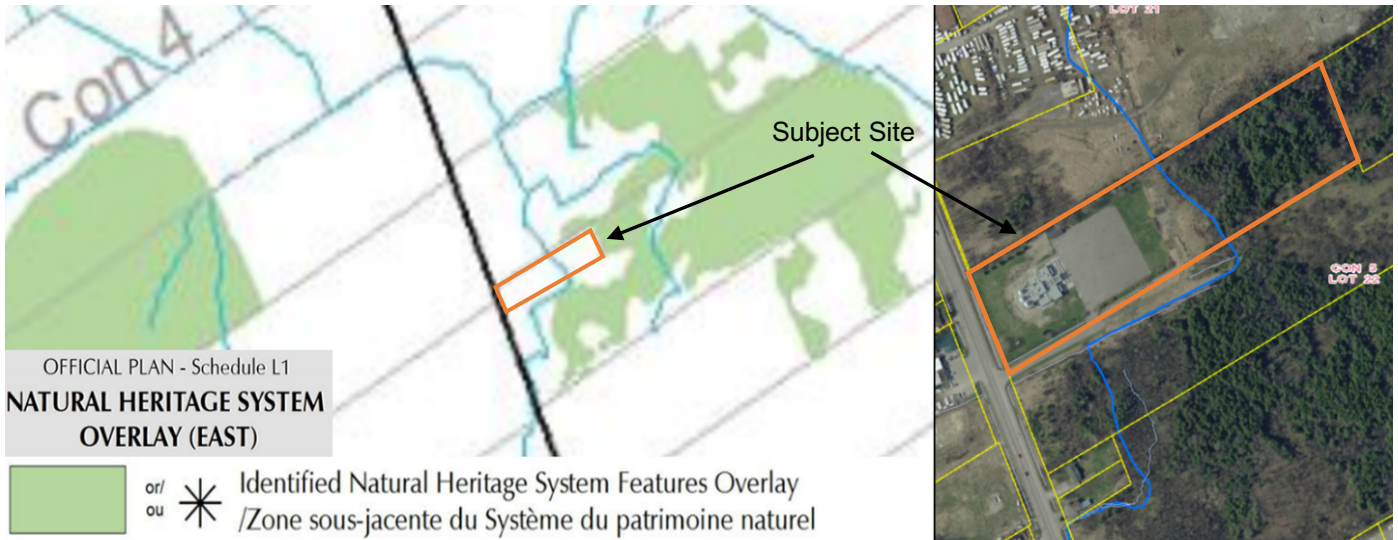 Con 4
Subject Site
LOT 21
CON 5
LOT 22
OFFICIAL PLAN - Schedule L1
NATURAL HERITAGE SYSTEM
OVERLAY (EAST)
or/
ou
Identified Natural Heritage System Features Overlay
/Zone sous-jacente du Système du patrimoine naturel